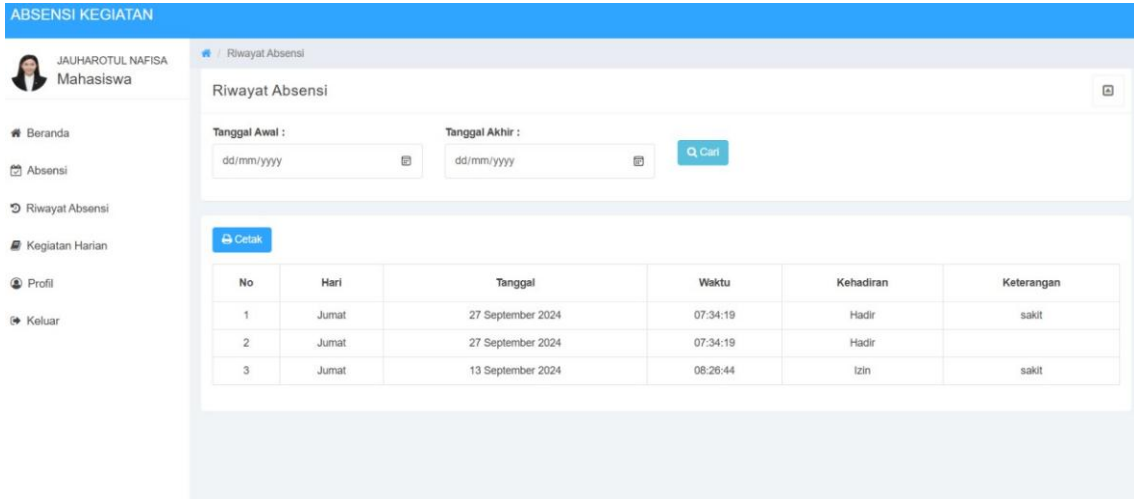 ABSENSI KEGIATAN
JAUHAROTUL NAFISA
Mahasiswa
Beranda
Absensi
Riwayat Absensi
Kegiatan Harian
Profil
Keluar
/ Riwayat Absensi
Riwayat Absensi
Tanggal Awal : Tanggal Akhir :
dd/mm/yyyy dd/mm/yyyy Cari
Cetak
No Hari Tanggal Waktu Kehadiran Keterangan
1 Jumat 27 September 2024 07:34:19 Hadir sakit
2 Jumat 27 September 2024 07:34:19 Hadir
3 Jumat 13 September 2024 08:26:44 Izin sakit